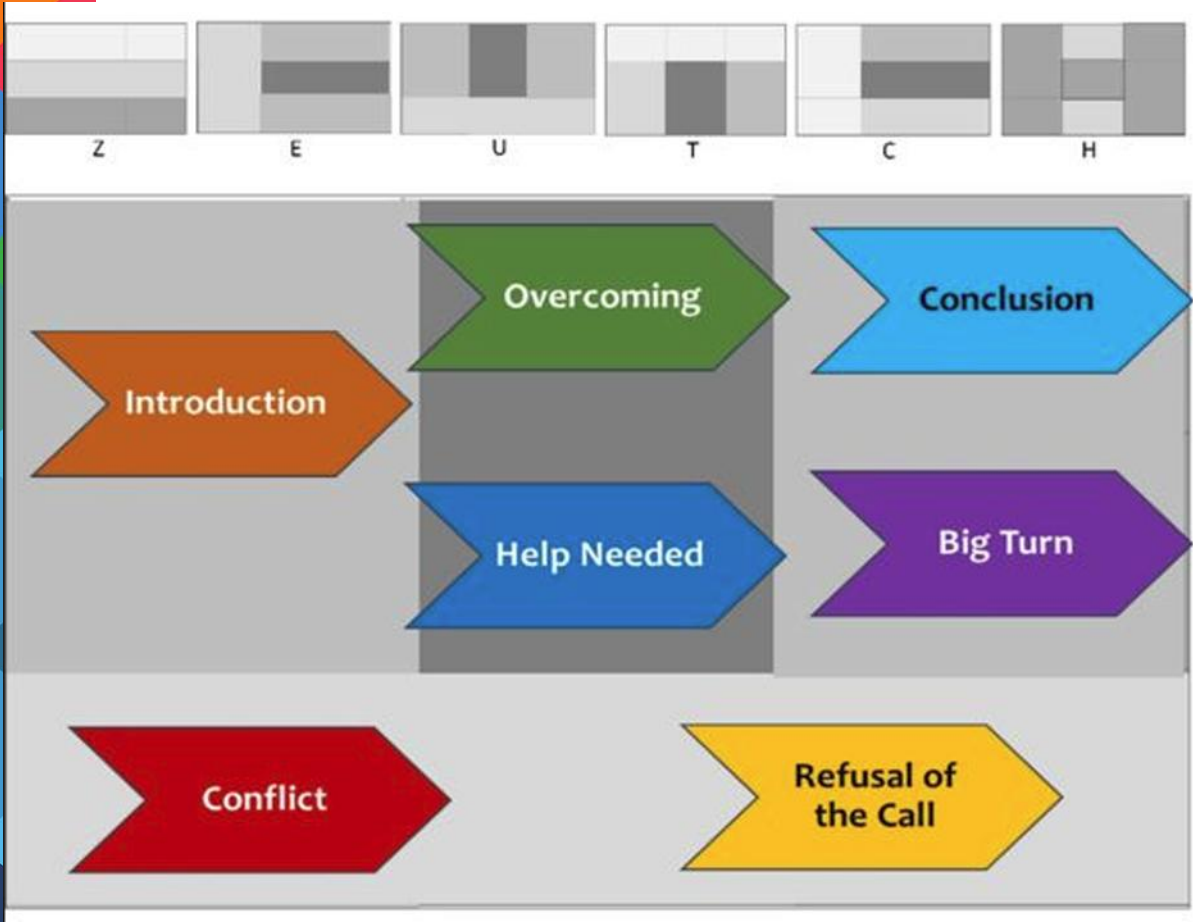 Z
E
U
T
C
H
Overcoming
Conclusion
Introduction
Help Needed
Big Turn
Conflict
Refusal of
the Call